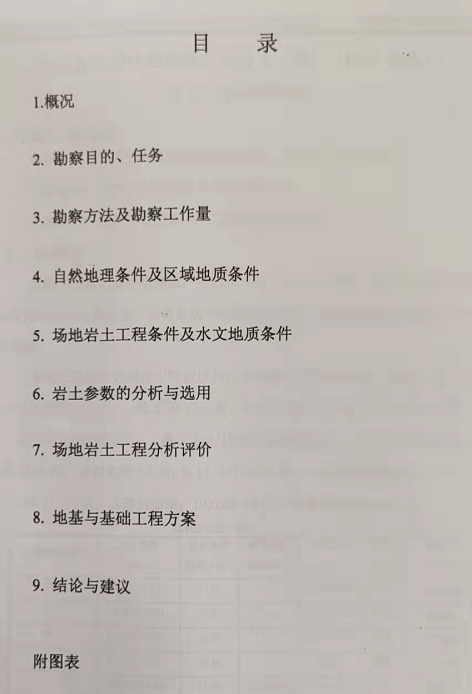 目 录
1.概况
2. 勘察目的、任务
3. 勘察方法及勘察工作量
4. 自然地理条件及区域地质条件
5. 场地岩土工程条件及水文地质条件
6. 岩土参数的分析与选用
7. 场地岩土工程分析评价
8. 地基与基础工程方案
9. 结论与建议
附图表